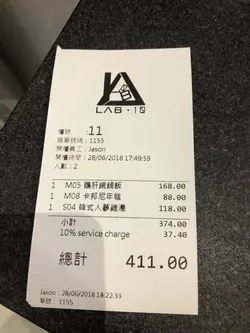 LAB · 10
檯號 : 11
賬單號碼 : 1155
開檯員工 : Jason
開檯時間 : 28/06/2018 17:49:59
人數 : 2
1 M05 鵝肝鍋鍋飯 168.00
1 M08 卡邦尼年糕 88.00
1 S04 韓式人蔘雞湯 118.00
小計 374.00
10% service charge 37.40
總計 411.00
Jason/ 28/06/2018 18:22:33
單號 : 1155